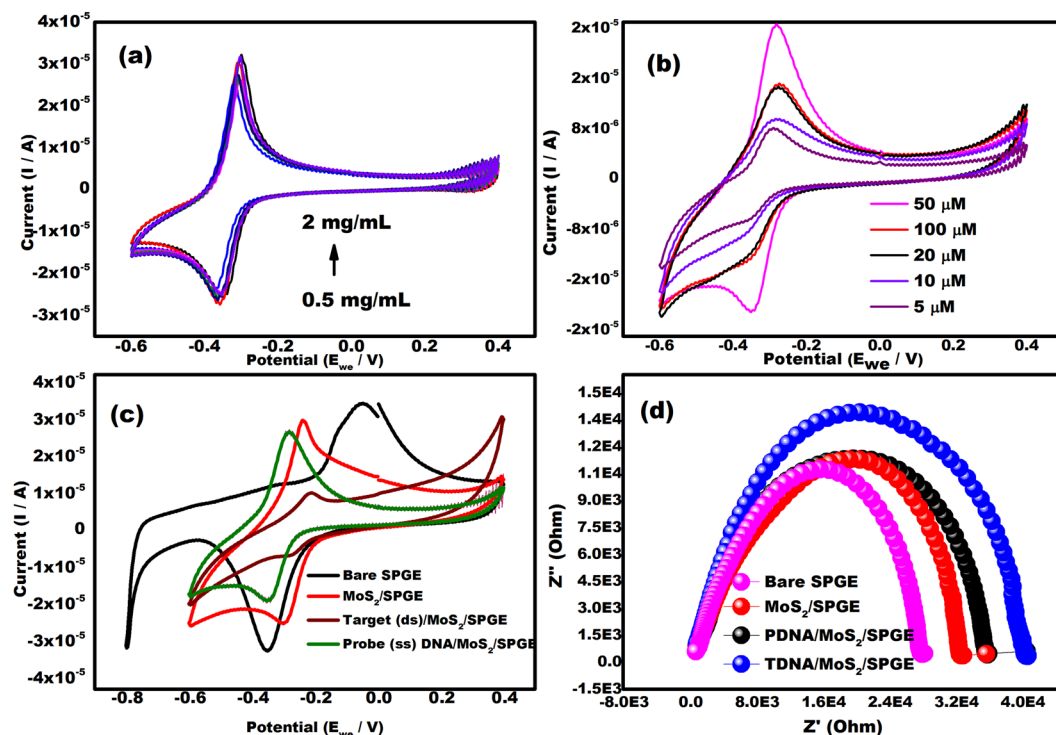 (a)
Current (I / A)
4x10⁻⁵
3x10⁻⁵
2x10⁻⁵
1x10⁻⁵
0
-1x10⁻⁵
-2x10⁻⁵
-3x10⁻⁵
2 mg/mL
0.5 mg/mL
-0.6 -0.4 -0.2 0.0 0.2 0.4
Potential (E_we / V)
(b)
Current (I / A)
2x10⁻⁵
8x10⁻⁶
0
-8x10⁻⁶
-2x10⁻⁵
-2x10⁻⁵
50 μM
100 μM
20 μM
10 μM
5 μM
-0.6 -0.4 -0.2 0.0 0.2 0.4
Potential (E_we / V)
(c)
Current (I / A)
4x10⁻⁵
3x10⁻⁵
2x10⁻⁵
1x10⁻⁵
0
-1x10⁻⁵
-2x10⁻⁵
-3x10⁻⁵
-4x10⁻⁵
Bare SPGE
MoS₂/SPGE
Target (ds)/MoS₂/SPGE
Probe (ss) DNA/MoS₂/SPGE
-0.8 -0.6 -0.4 -0.2 0.0 0.2 0.4
Potential (E_we / V)
(d)
Z'' (Ohm)
1.5E4
1.4E4
1.2E4
1.1E4
9.0E3
7.5E3
6.0E3
4.5E3
3.0E3
1.5E3
0.0
-1.5E3
Bare SPGE
MoS₂/SPGE
PDNA/MoS₂/SPGE
TDNA/MoS₂/SPGE
-8.0E3 0.0 8.0E3 1.6E4 2.4E4 3.2E4 4.0E4
Z' (Ohm)